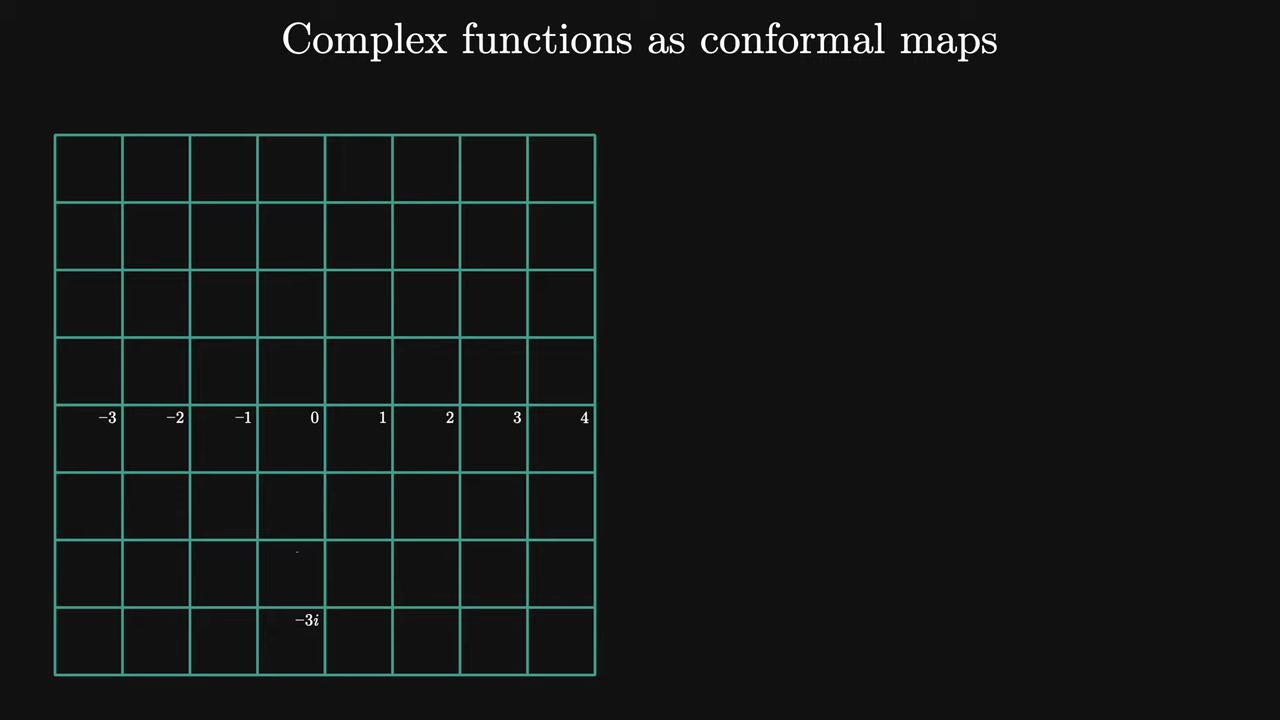 Complex functions as conformal maps
−3 −2 −1 0 1 2 3 4
−3i